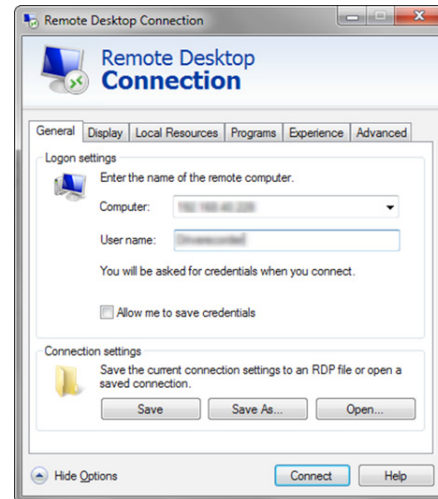 Remote Desktop Connection
Remote Desktop
Connection
General Display Local Resources Programs Experience Advanced
Logon settings
Enter the name of the remote computer.
Computer:
User name:
You will be asked for credentials when you connect.
Allow me to save credentials
Connection settings
Save the current connection settings to an RDP file or open a
saved connection.
Save Save As... Open...
Hide Options Connect Help